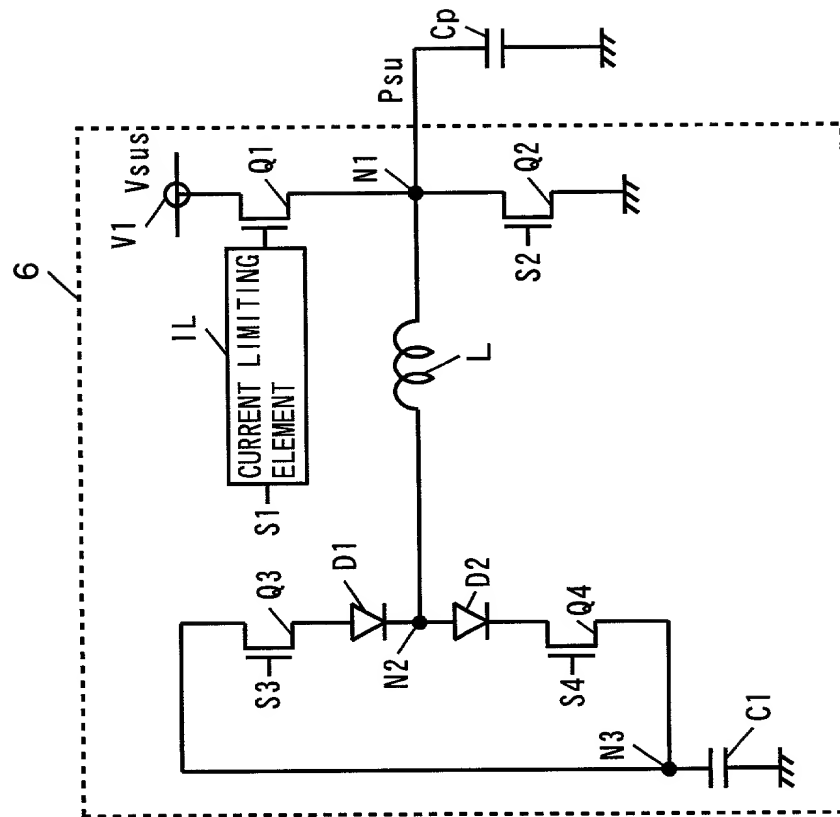 6
V1
Vsus
IL
CURRENT LIMITING
ELEMENT
S1
Q1
N1
Psu
Cp
S2
Q2
L
S3
Q3
D1
N2
D2
S4
Q4
N3
C1